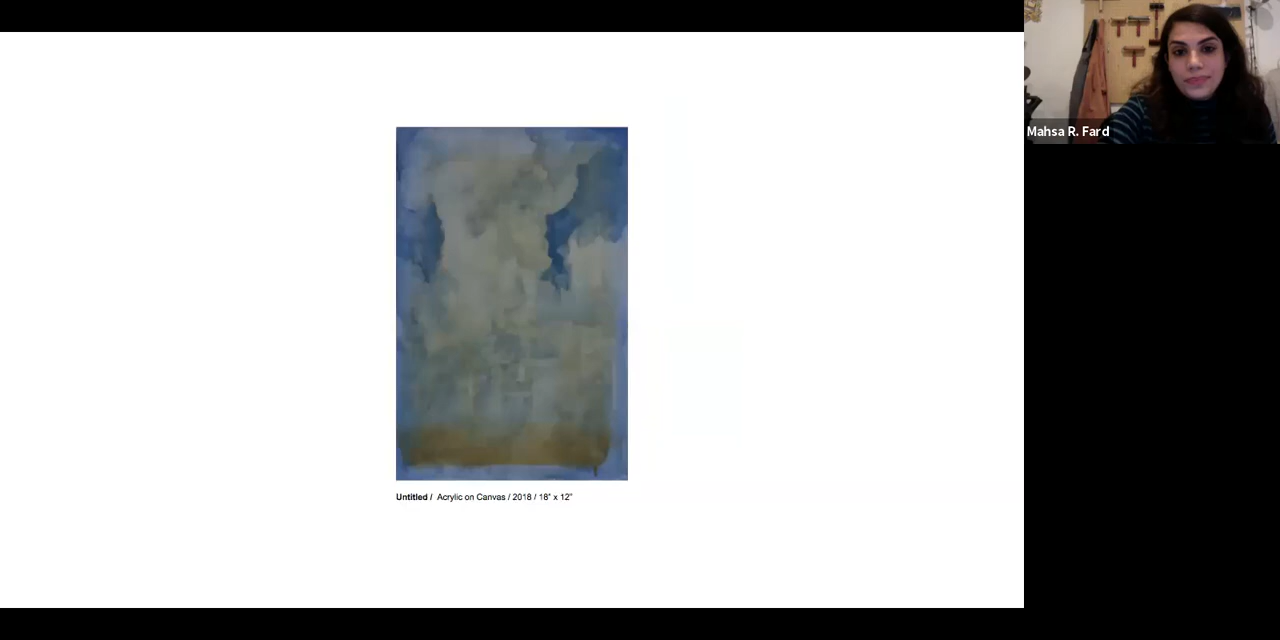 Mahsa R. Fard
Untitled / Acrylic on Canvas / 2018 / 18" x 12"